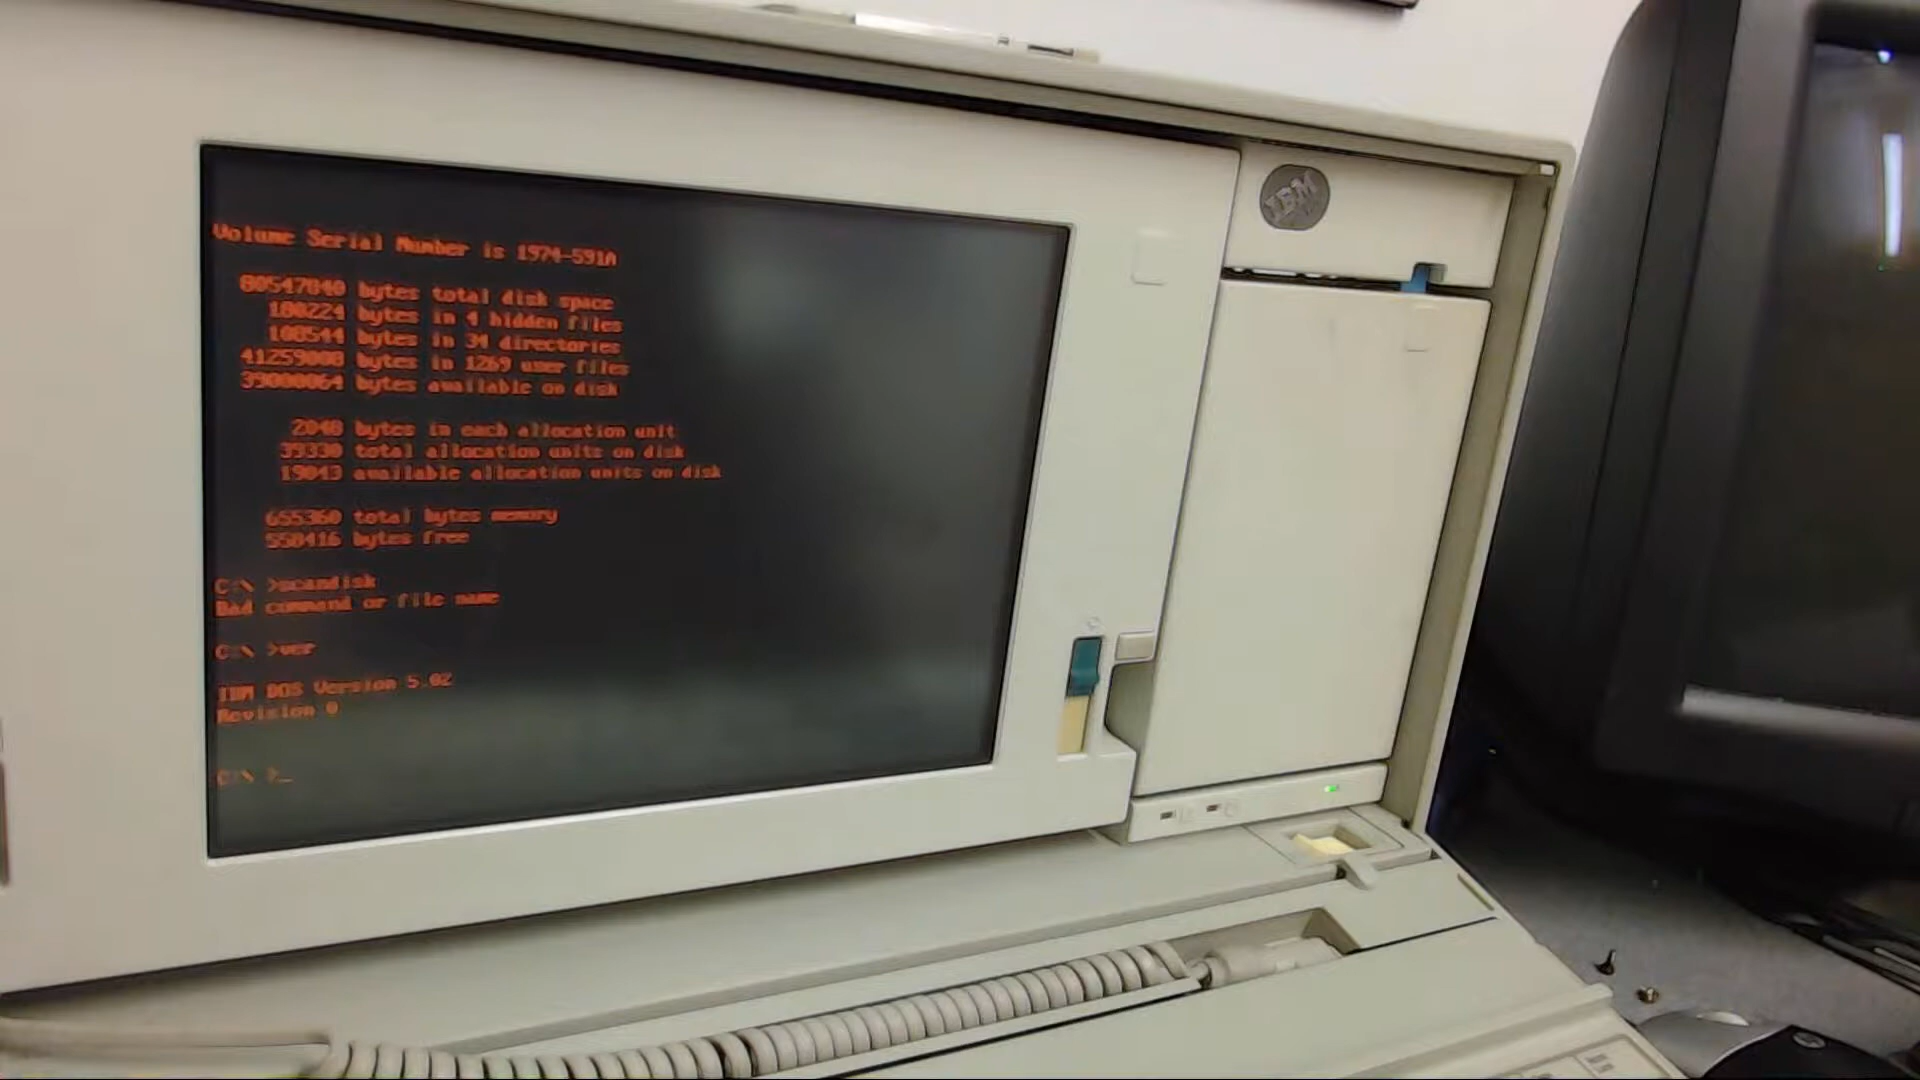 IBM
Volume Serial Number is 1974-591A
80547840 bytes total disk space
180224 bytes in 4 hidden files
108544 bytes in 34 directories
41259008 bytes in 1269 user files
39000064 bytes available on disk
2048 bytes in each allocation unit
39330 total allocation units on disk
19043 available allocation units on disk
655360 total bytes memory
550416 bytes free
C:\ >scandisk
Bad command or file name
C:\ >ver
IBM DOS Version 5.02
Revision 0
C:\ >_